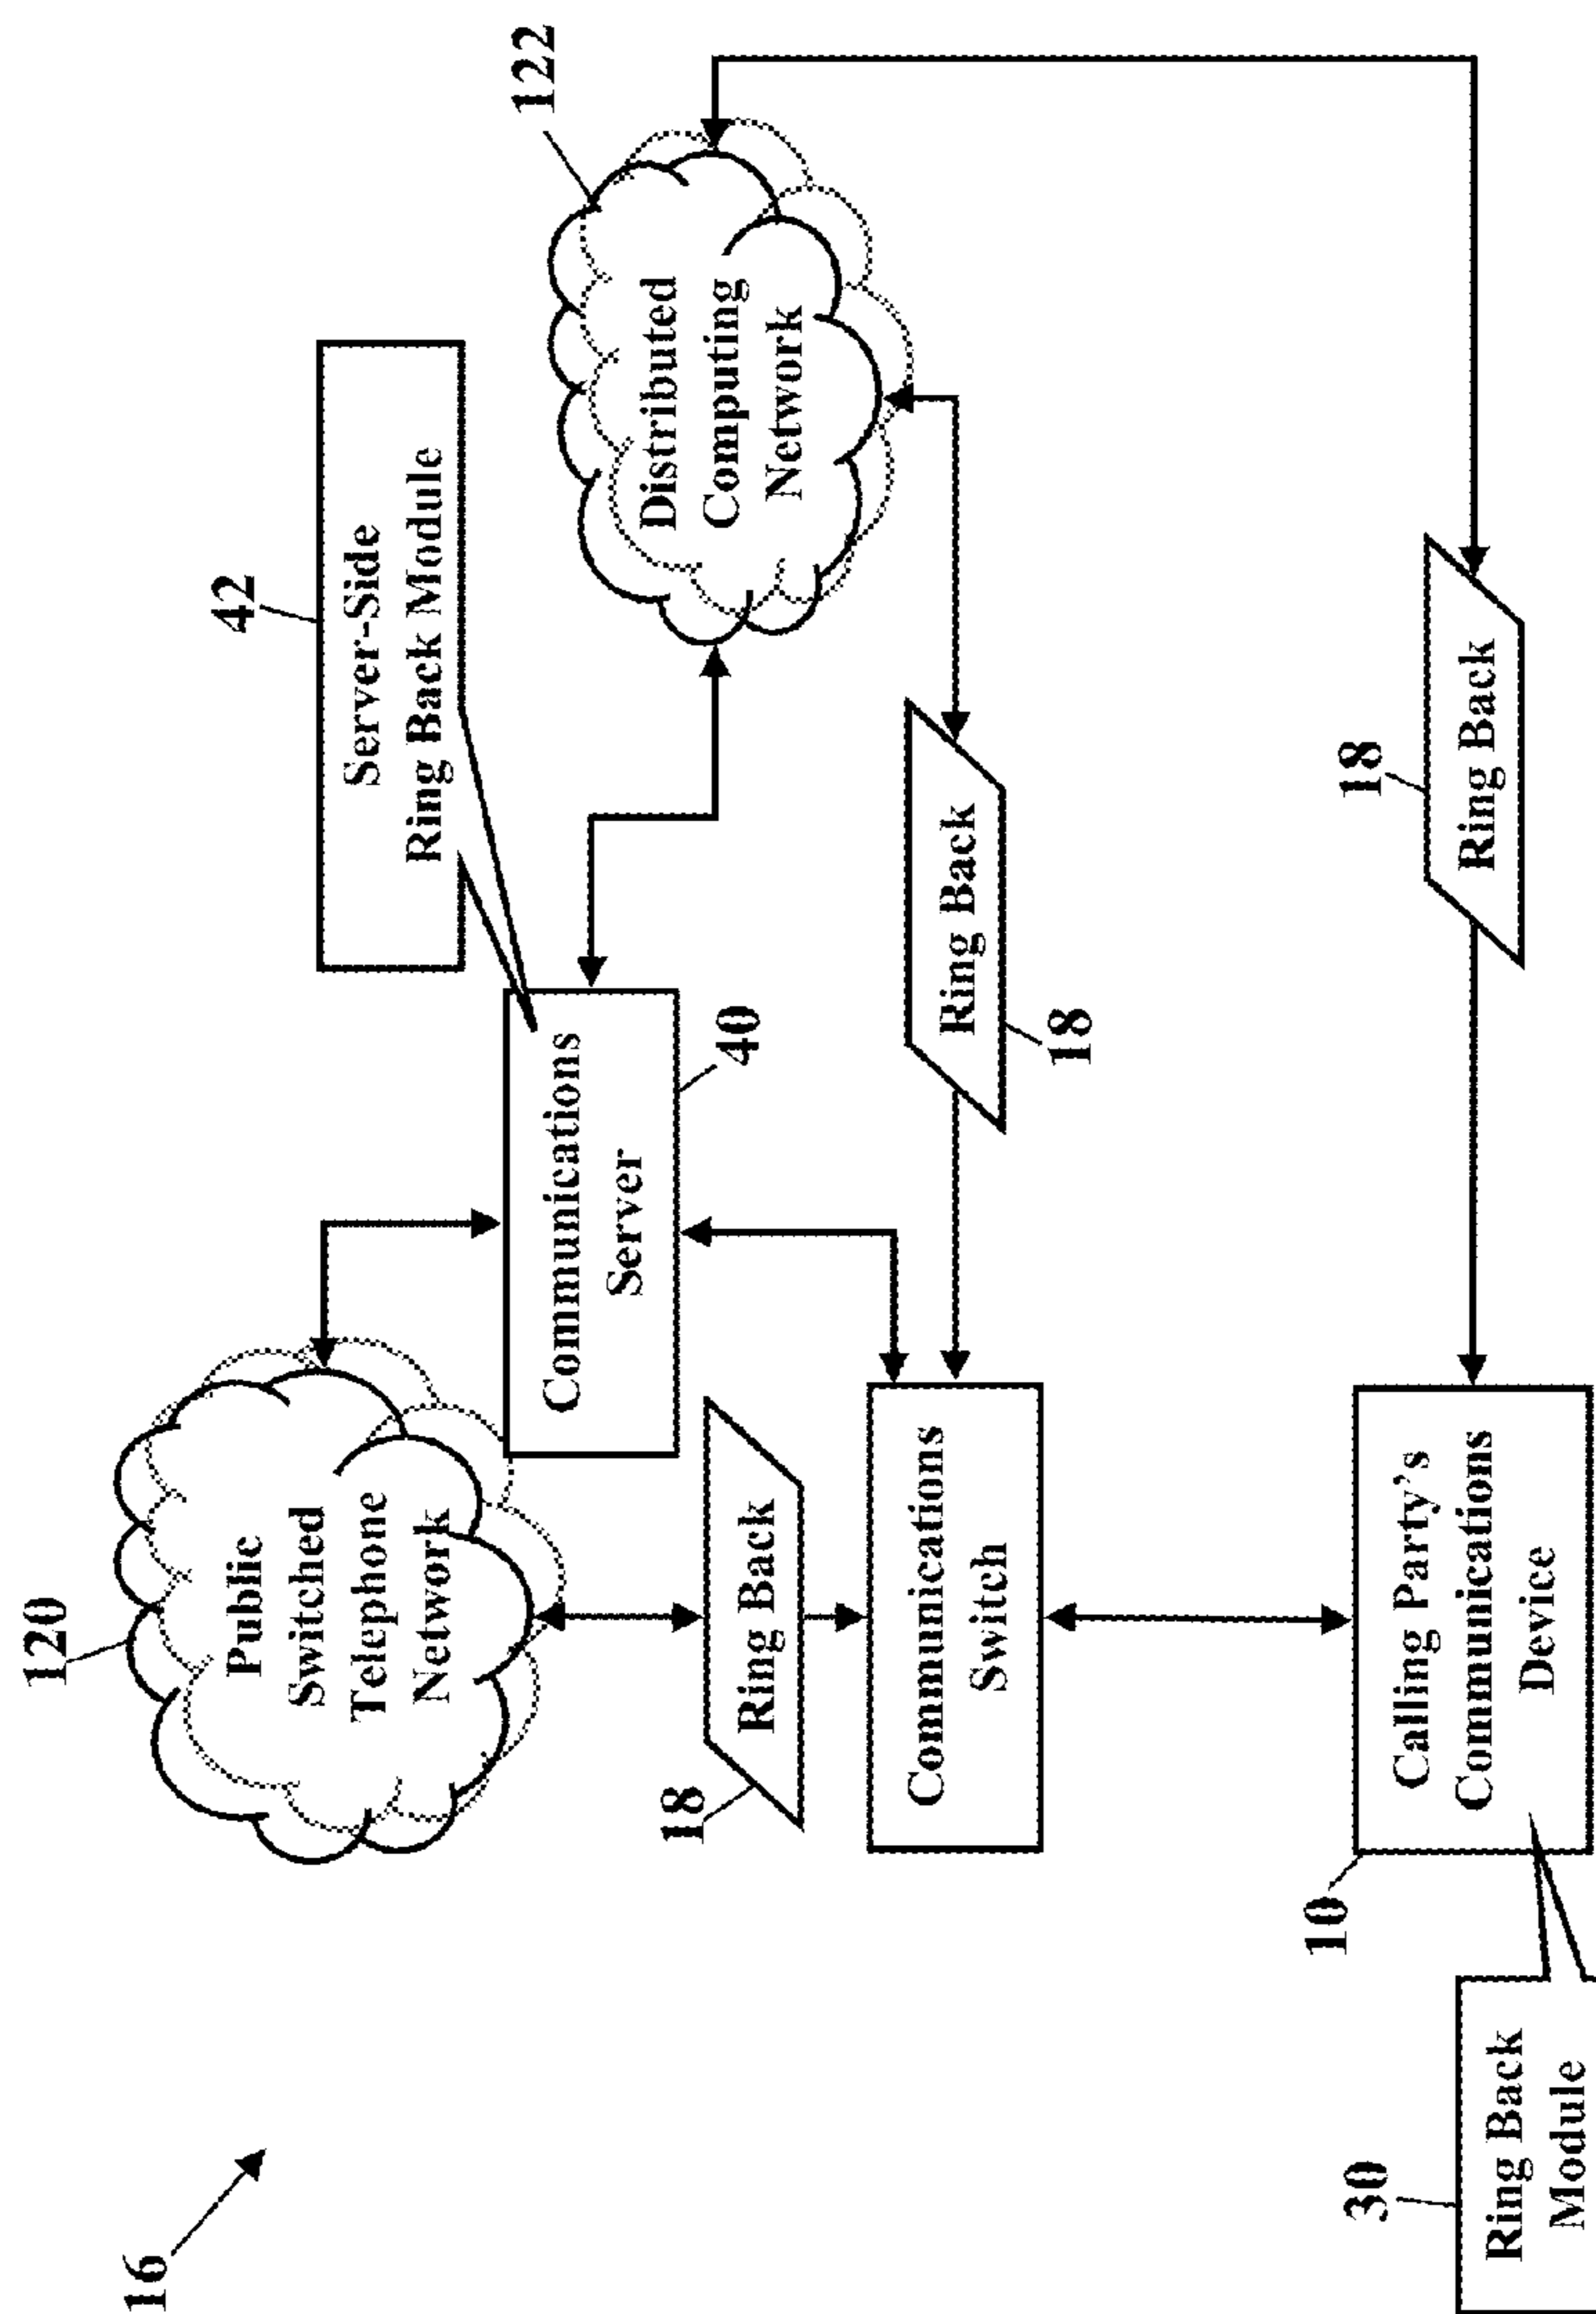 16
120
Public
Switched
Telephone
Network
42
Server-Side
Ring Back Module
122
Distributed
Computing
Network
Communications
Server
40
18
Ring Back
Ring Back
18
Communications
Switch
18
Ring Back
10
Calling Party's
Communications
Device
30
Ring Back
Module